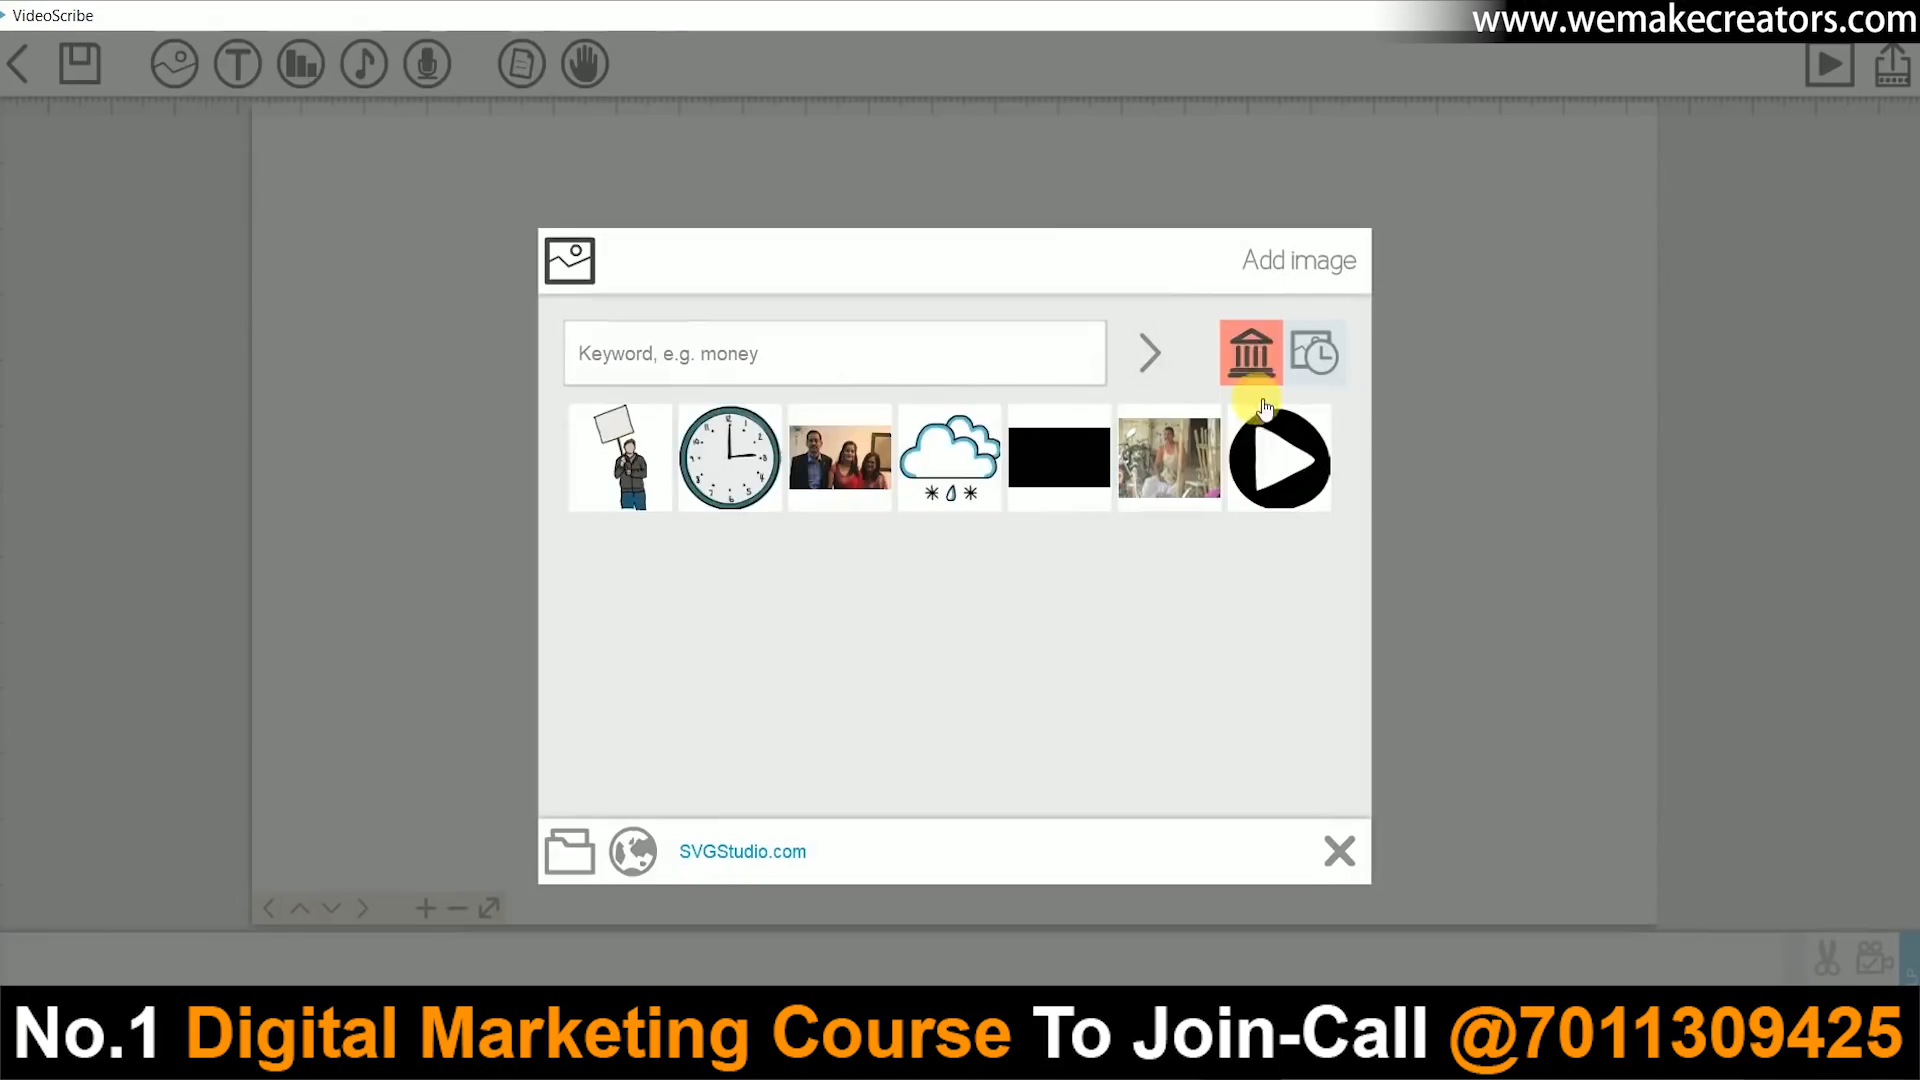 VideoScribe
www.wemakecreators.com
Add image
Keyword, e.g. money
SVGStudio.com
No.1 Digital Marketing Course To Join-Call @7011309425